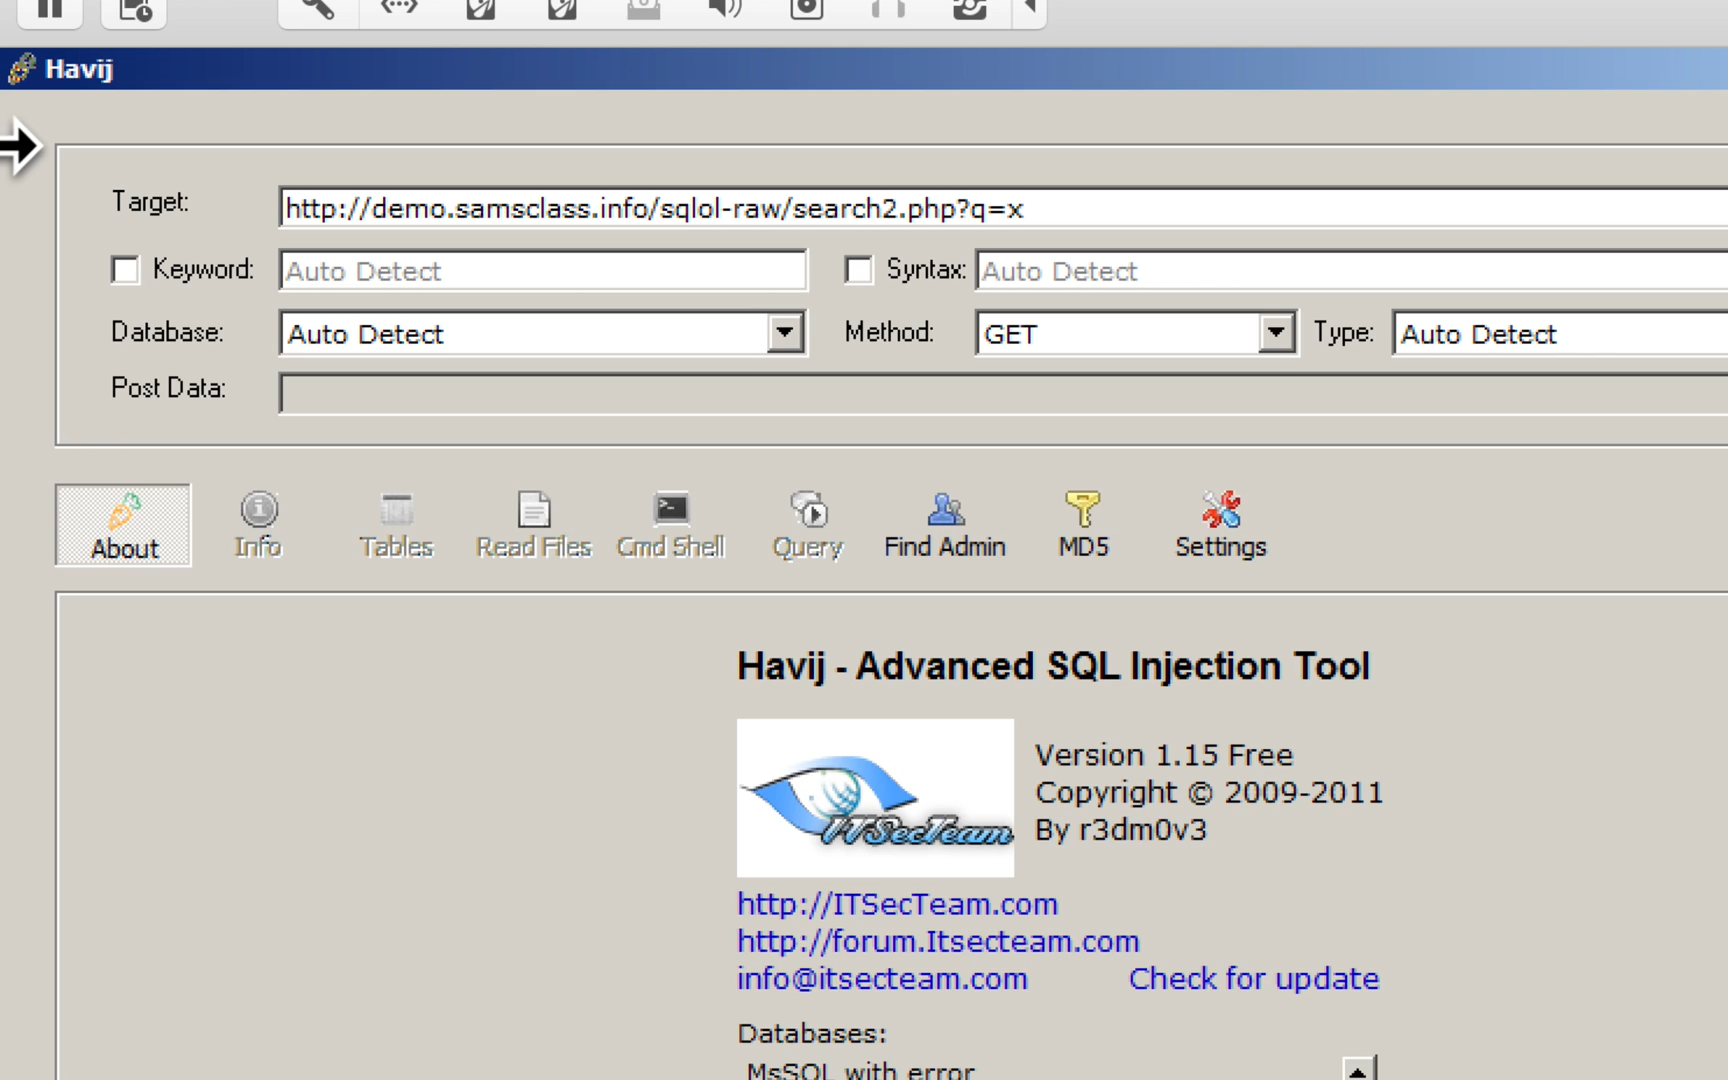 Havij
Target: http://demo.samsclass.info/sqlol-raw/search2.php?q=x
Keyword: Auto Detect Syntax: Auto Detect
Database: Auto Detect Method: GET Type: Auto Detect
Post Data:
About Info Tables Read Files Cmd Shell Query Find Admin MD5 Settings
Havij - Advanced SQL Injection Tool
ITSecTeam
Version 1.15 Free
Copyright © 2009-2011
By r3dm0v3
http://ITSecTeam.com
http://forum.Itsecteam.com
info@itsecteam.com Check for update
Databases:
MsSQL with error